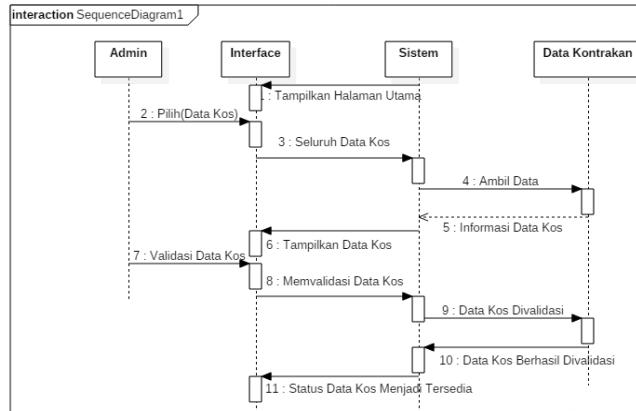 interaction SequenceDiagram1
Admin
Interface
Sistem
Data Kontrakan
1 : Tampilkan Halaman Utama
2 : Pilih(Data Kos)
3 : Seluruh Data Kos
4 : Ambil Data
5 : Informasi Data Kos
6 : Tampilkan Data Kos
7 : Validasi Data Kos
8 : Memvalidasi Data Kos
9 : Data Kos Divalidasi
10 : Data Kos Berhasil Divalidasi
11 : Status Data Kos Menjadi Tersedia